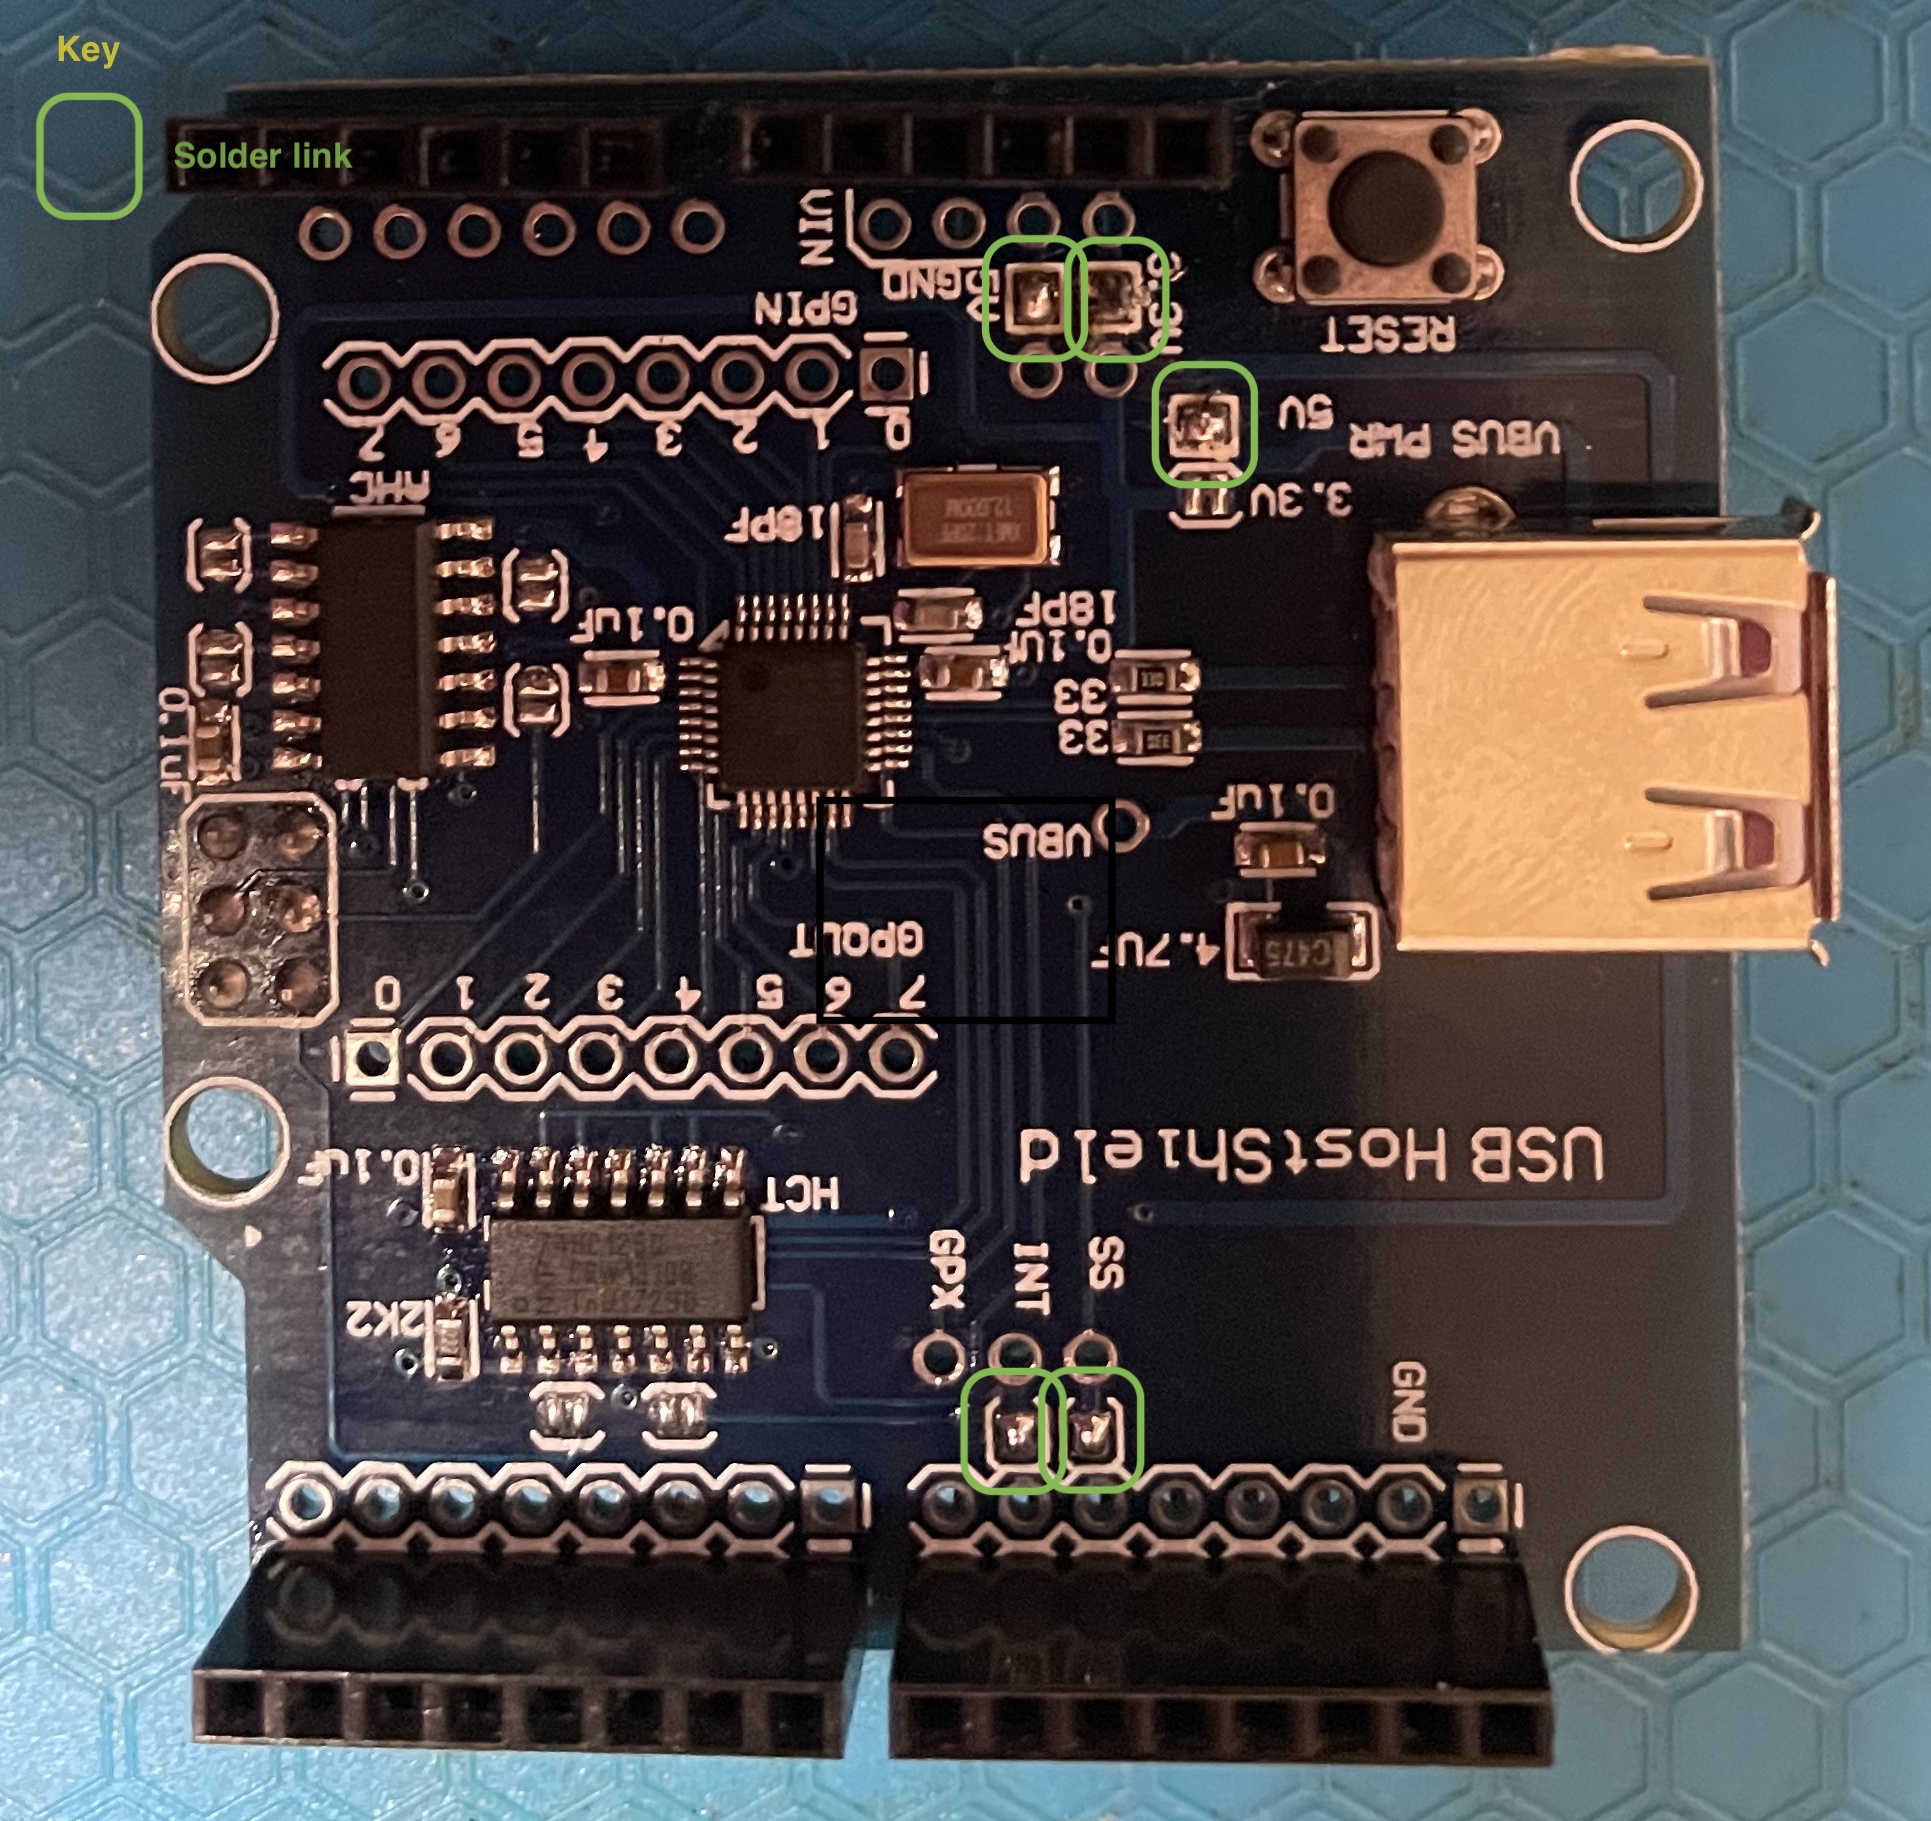 Key
Solder link
VIN
GND
5V
GPIN
RESET
7 6 5 4 3 2 1 0
5V
VBUS PWR
3.3V
AHC
18PF
18PF
0.1uF
0.1uF
33
33
0.1uF
0.1uF
VBUS
4.7UF
C475
GPOUT
0 1 2 3 4 5 6 7
USB HostShield
0.1uF
HCT
2K2
GPX
INT
SS
GND